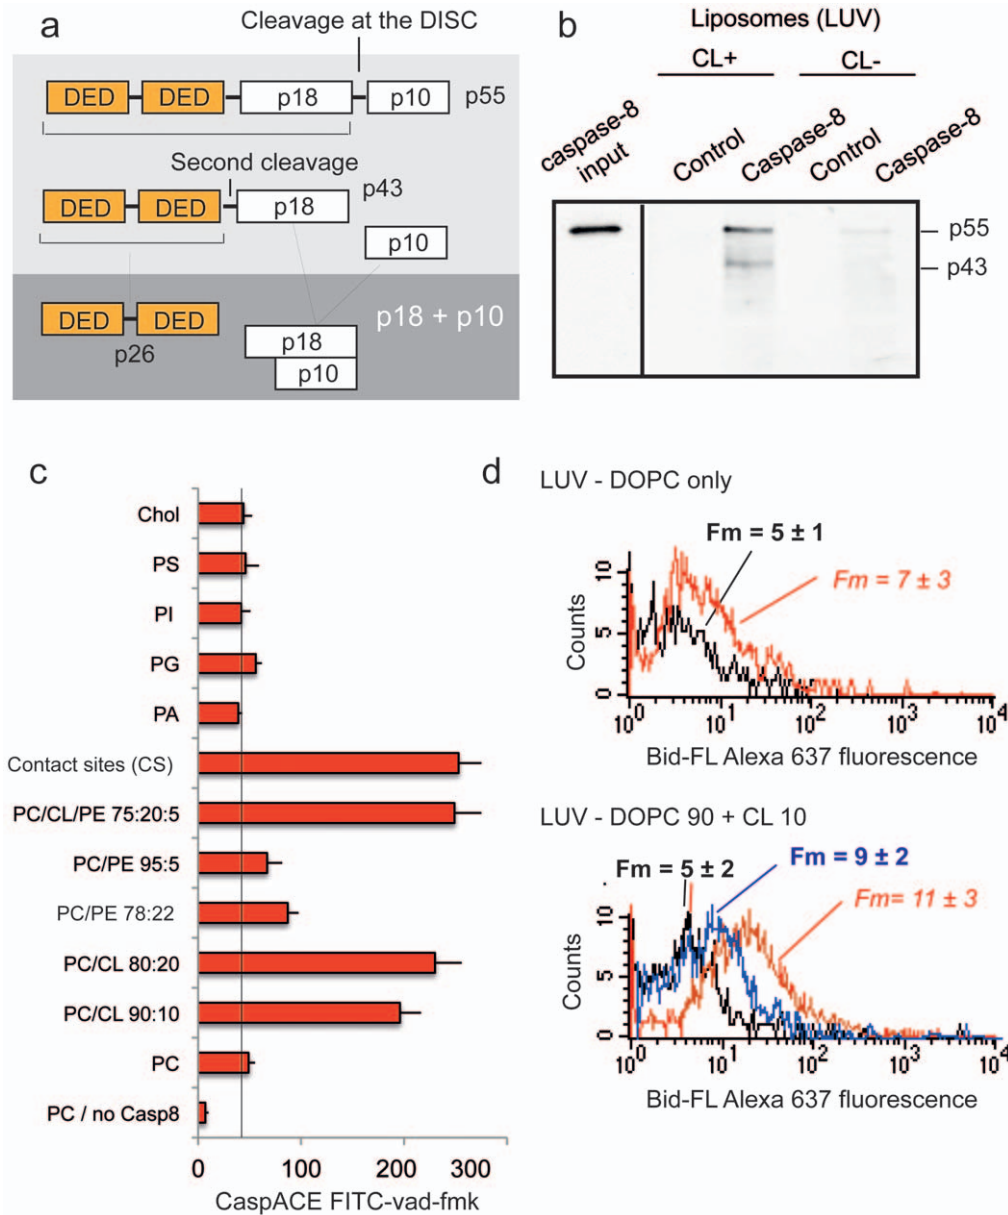 a
Cleavage at the DISC
DED DED p18 p10 p55
Second cleavage
DED DED p18 p43
p10
DED DED p18 + p10
p26
p18
p10
b
Liposomes (LUV)
CL+ CL-
caspase-8 input
Control
Caspase-8
Control
Caspase-8
p55
p43
c
Chol
PS
PI
PG
PA
Contact sites (CS)
PC/CL/PE 75:20:5
PC/PE 95:5
PC/PE 78:22
PC/CL 80:20
PC/CL 90:10
PC
PC / no Casp8
0 100 200 300
CaspACE FITC-vad-fmk
d
LUV - DOPC only
Fm = 5 ± 1
Fm = 7 ± 3
Counts
10
5
0
10⁰ 10¹ 10² 10³ 10⁴
Bid-FL Alexa 637 fluorescence
LUV - DOPC 90 + CL 10
Fm = 5 ± 2
Fm = 9 ± 2
Fm= 11 ± 3
Counts
10
5
0
10⁰ 10¹ 10² 10³ 10⁴
Bid-FL Alexa 637 fluorescence